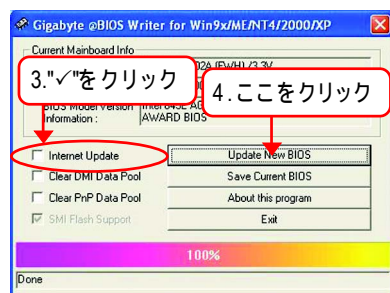 Gigabyte @BIOS Writer for Win9x/ME/NT4/2000/XP
Current Mainboard Info
3."✓"をクリック
4.ここをクリック
Information :
AWARD BIOS
Internet Update
Update New BIOS
Clear DMI Data Pool
Save Current BIOS
Clear PnP Data Pool
About this program
SMI Flash Support
Exit
100%
Done